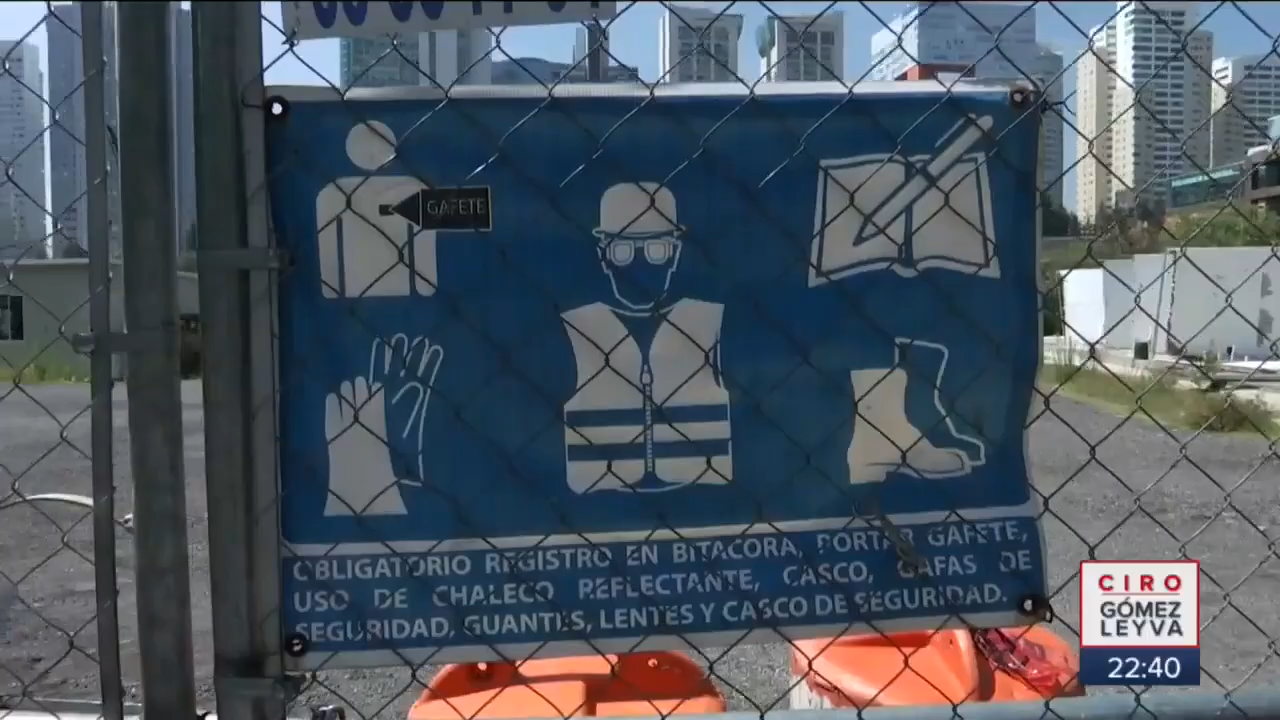 GAFETE
OBLIGATORIO REGISTRO EN BITACORA, PORTAR GAFETE,
USO DE CHALECO REFLECTANTE, CASCO, GAFAS DE
SEGURIDAD, GUANTES, LENTES Y CASCO DE SEGURIDAD.
CIRO
GÓMEZ
LEYVA
22:40